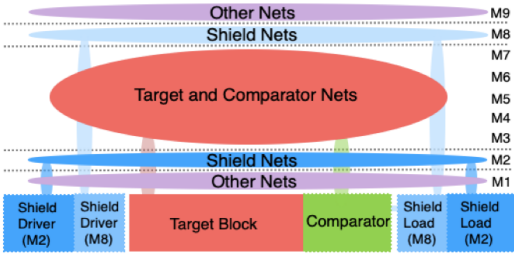 Other Nets
M9
Shield Nets
M8
M7
M6
Target and Comparator Nets
M5
M4
M3
Shield Nets
M2
Other Nets
M1
Shield
Driver
(M2)
Shield
Driver
(M8)
Target Block
Comparator
Shield
Load
(M8)
Shield
Load
(M2)